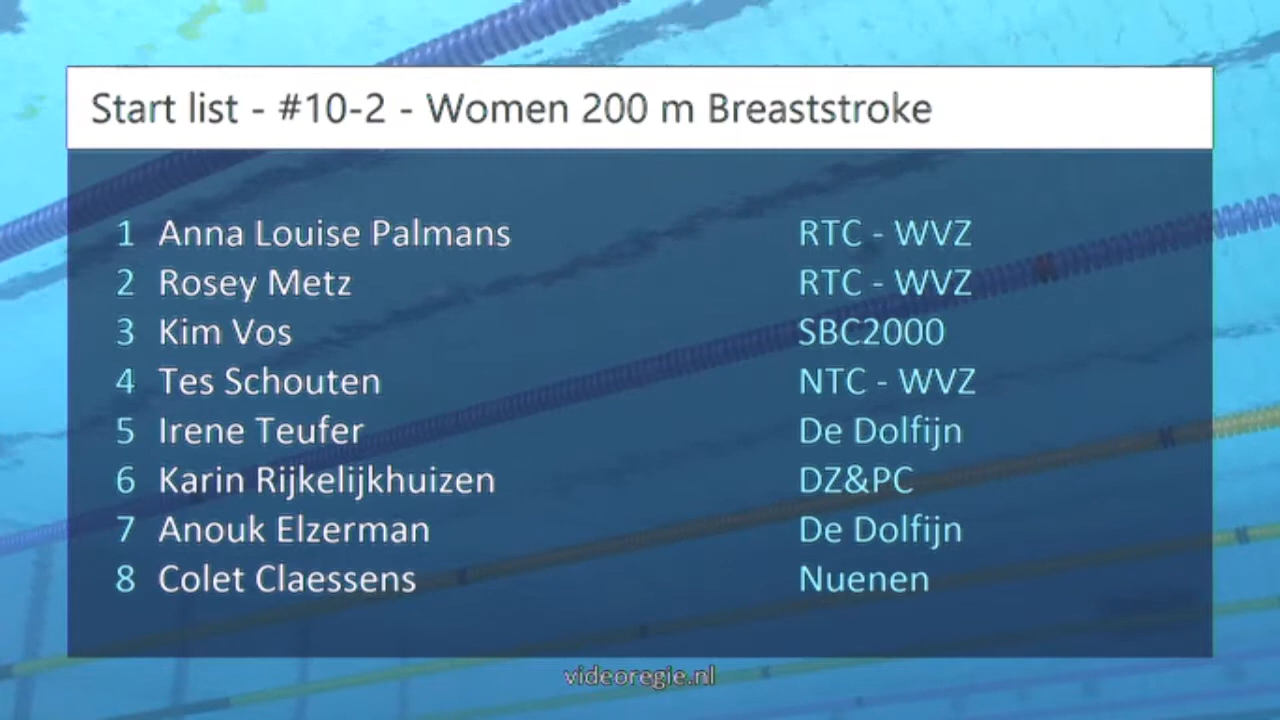 Start list - #10-2 - Women 200 m Breaststroke
1 Anna Louise Palmans RTC - WVZ
2 Rosey Metz RTC - WVZ
3 Kim Vos SBC2000
4 Tes Schouten NTC - WVZ
5 Irene Teufer De Dolfijn
6 Karin Rijkelijkhuizen DZ&PC
7 Anouk Elzerman De Dolfijn
8 Colet Claessens Nuenen
videoregie.nl